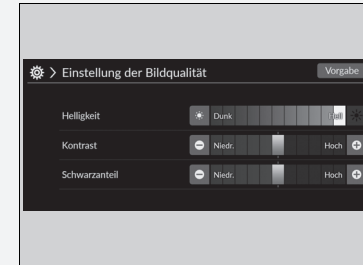 Einstellung der Bildqualität Vorgabe
Helligkeit Dunk Hell
Kontrast Niedr. Hoch
Schwarzanteil Niedr. Hoch